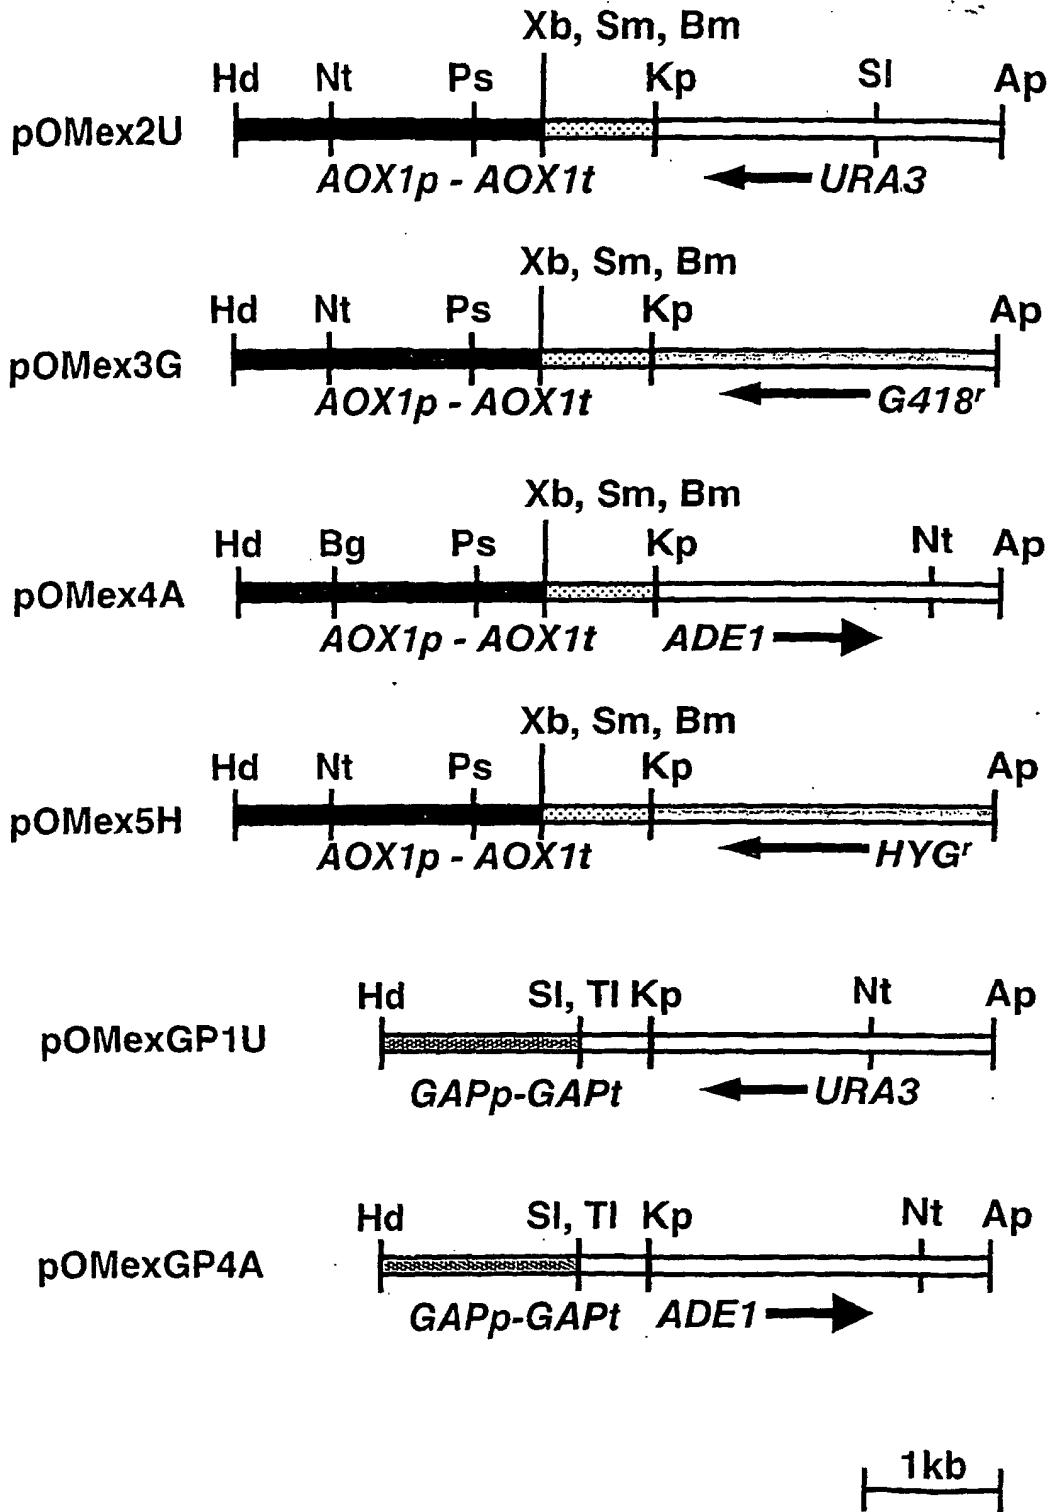 Xb, Sm, Bm
Hd Nt Ps Kp Sl Ap
pOMex2U
AOX1p - AOX1t URA3
Xb, Sm, Bm
Hd Nt Ps Kp Ap
pOMex3G
AOX1p - AOX1t G418r
Xb, Sm, Bm
Hd Bg Ps Kp Nt Ap
pOMex4A
AOX1p - AOX1t ADE1
Xb, Sm, Bm
Hd Nt Ps Kp Ap
pOMex5H
AOX1p - AOX1t HYGr
Hd Sl, Tl Kp Nt Ap
pOMexGP1U
GAPp-GAPt URA3
Hd Sl, Tl Kp Nt Ap
pOMexGP4A
GAPp-GAPt ADE1
1kb